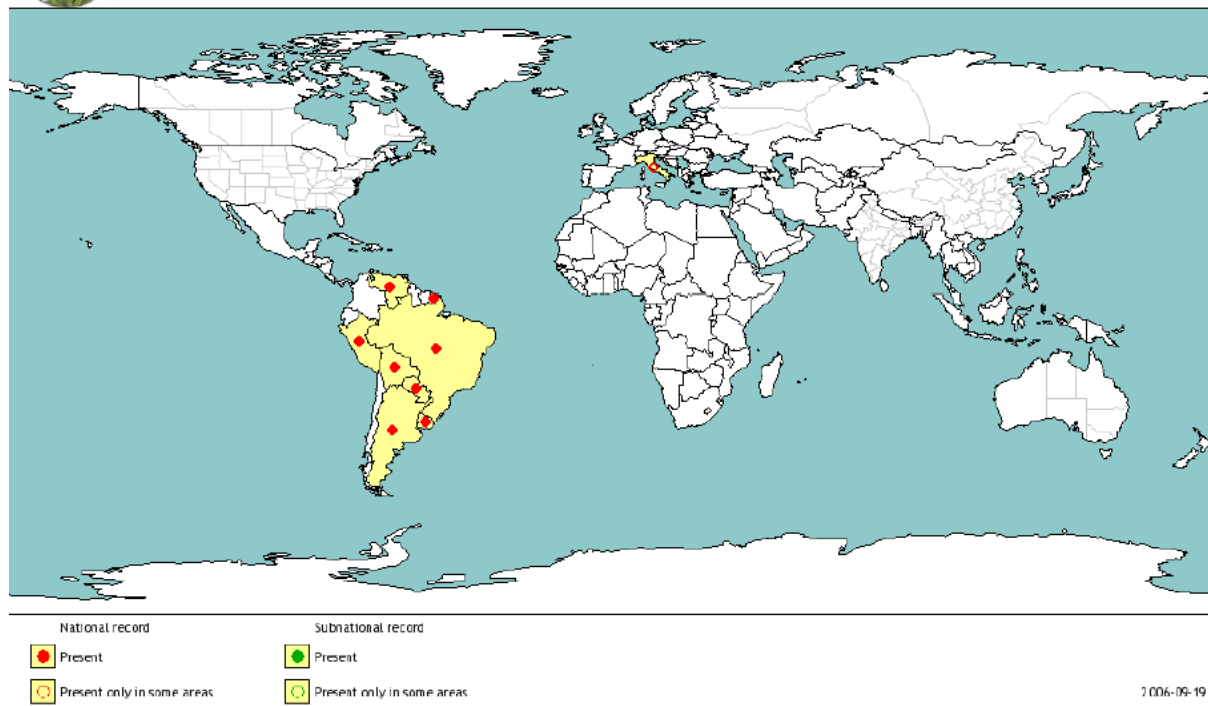 National record
Subnational record
Present
Present
Present only in some areas
Present only in some areas
2006-09-19